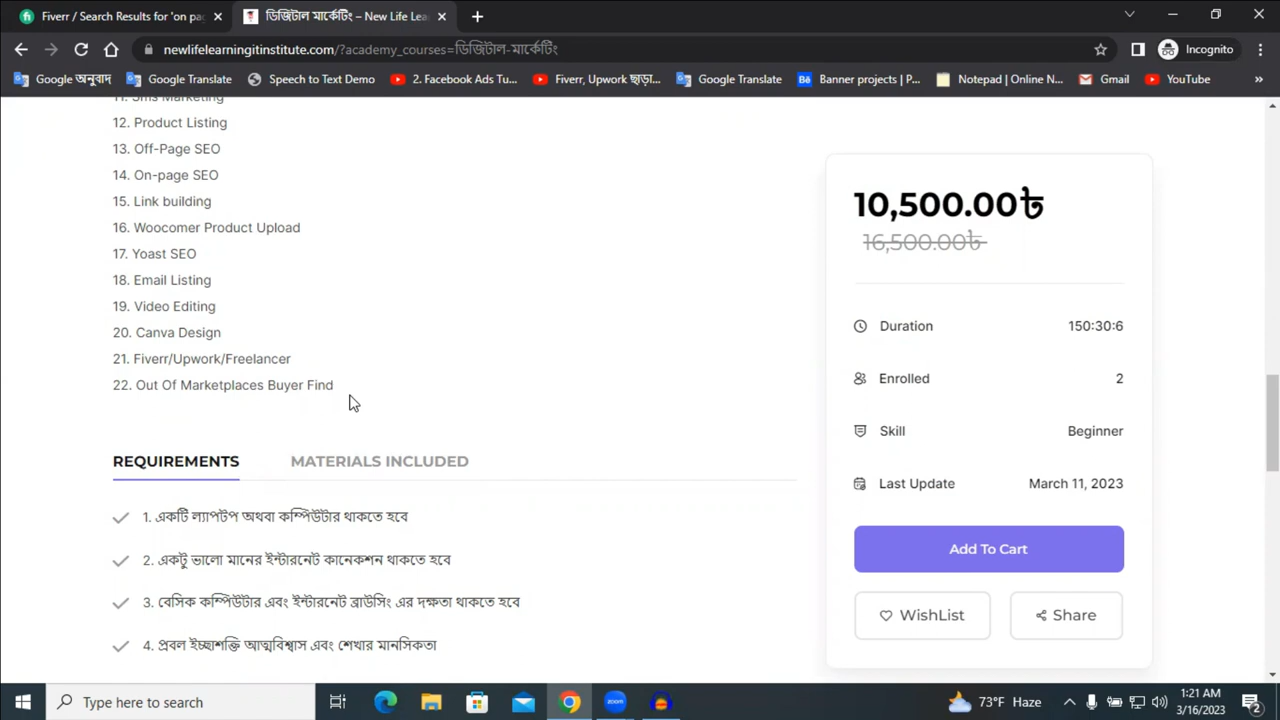 Fiverr / Search Results for 'on pag
ডিজিটাল মার্কেটিং – New Life Lea
newlifelearningitinstitute.com/?academy_courses=ডিজিটাল-মার্কেটিং
Incognito
Google অনুবাদ
Google Translate
Speech to Text Demo
2. Facebook Ads Tu...
Fiverr, Upwork ছাড়া...
Google Translate
Banner projects | P...
Notepad | Online N...
Gmail
YouTube
11. Sms Marketing
12. Product Listing
13. Off-Page SEO
14. On-page SEO
15. Link building
16. Woocomer Product Upload
17. Yoast SEO
18. Email Listing
19. Video Editing
20. Canva Design
21. Fiverr/Upwork/Freelancer
22. Out Of Marketplaces Buyer Find
REQUIREMENTS
MATERIALS INCLUDED
1. একটি ল্যাপটপ অথবা কম্পিউটার থাকতে হবে
2. একটু ভালো মানের ইন্টারনেট কানেকশন থাকতে হবে
3. বেসিক কম্পিউটার এবং ইন্টারনেট ব্রাউসিং এর দক্ষতা থাকতে হবে
4. প্রবল ইচ্ছাশক্তি আত্মবিশ্বাস এবং শেখার মানসিকতা
10,500.00৳
16,500.00৳
Duration 150:30:6
Enrolled 2
Skill Beginner
Last Update March 11, 2023
Add To Cart
WishList
Share
Type here to search
zoom
73°F Haze
1:21 AM
3/16/2023
2